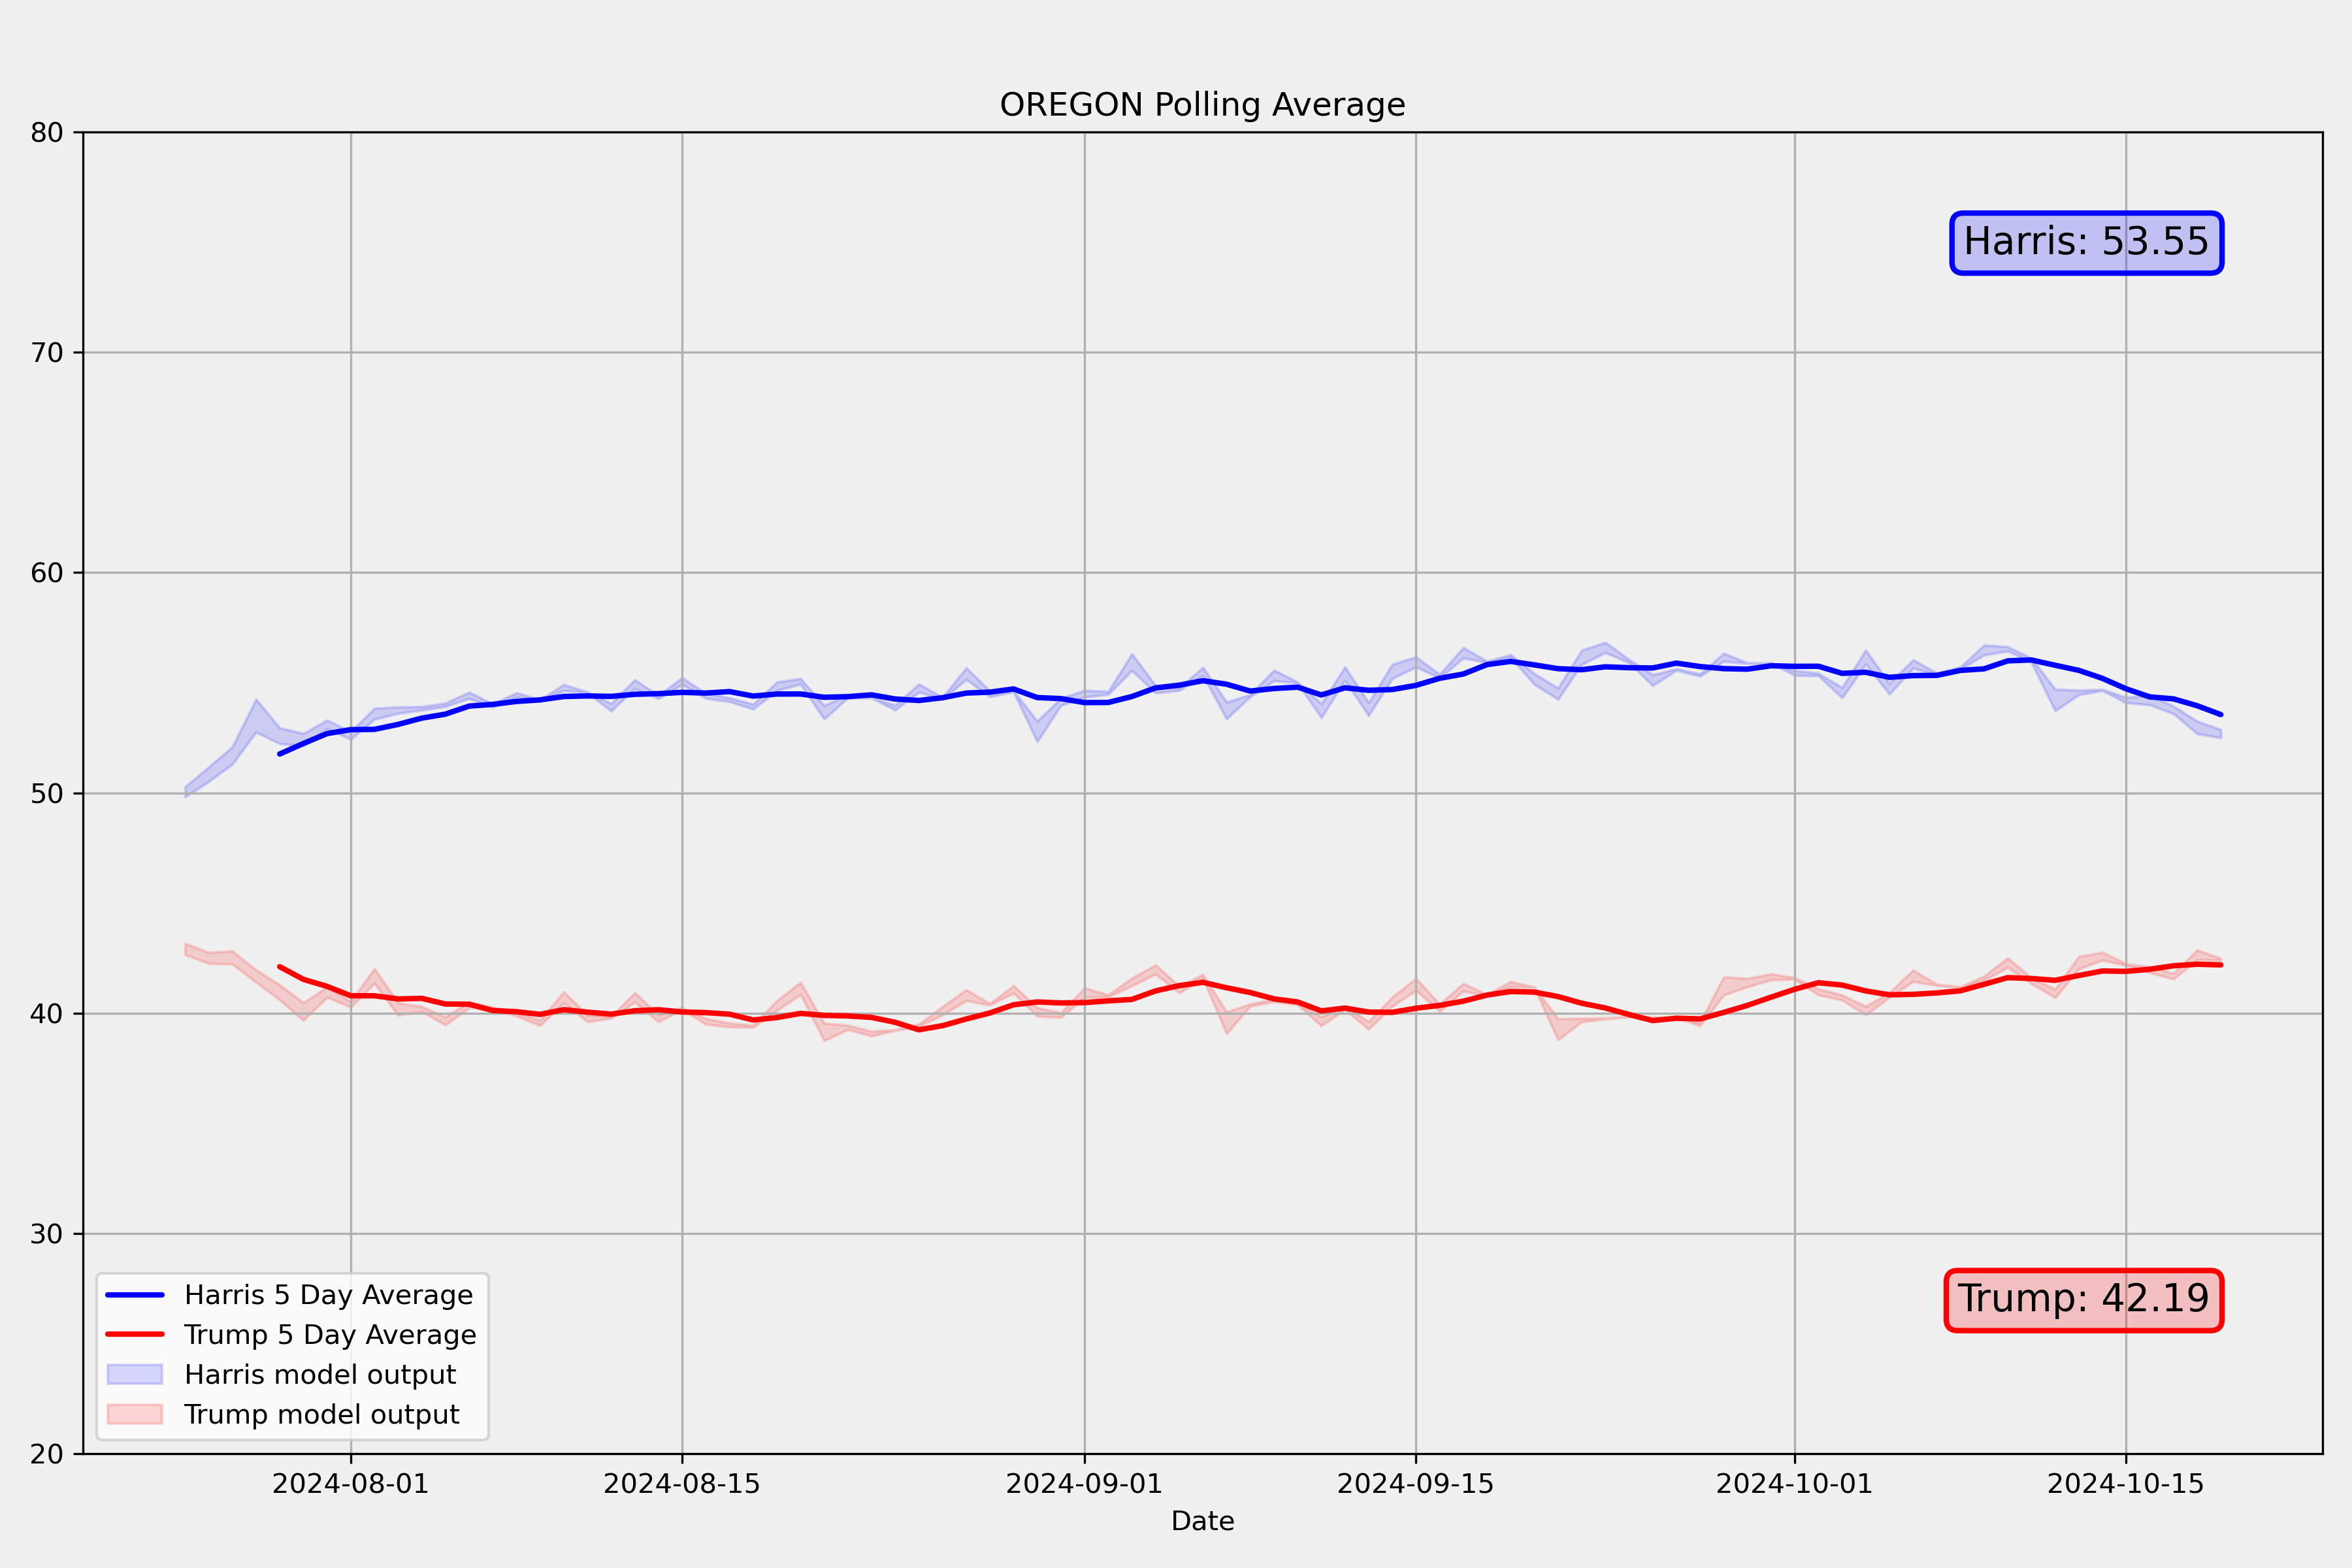 OREGON Polling Average
80
70
60
50
40
30
20
Harris: 53.55
Trump: 42.19
Harris 5 Day Average
Trump 5 Day Average
Harris model output
Trump model output
2024-08-01 2024-08-15 2024-09-01 2024-09-15 2024-10-01 2024-10-15
Date